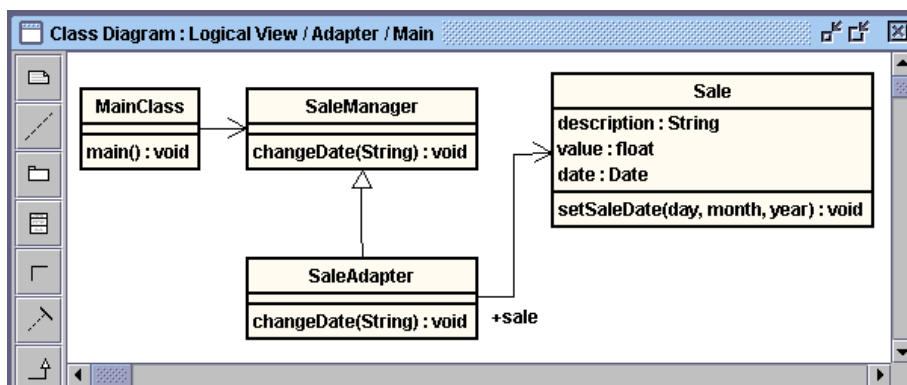 Class Diagram : Logical View / Adapter / Main
MainClass
main() : void
SaleManager
changeDate(String) : void
Sale
description : String
value : float
date : Date
setSaleDate(day, month, year) : void
SaleAdapter
changeDate(String) : void
+sale